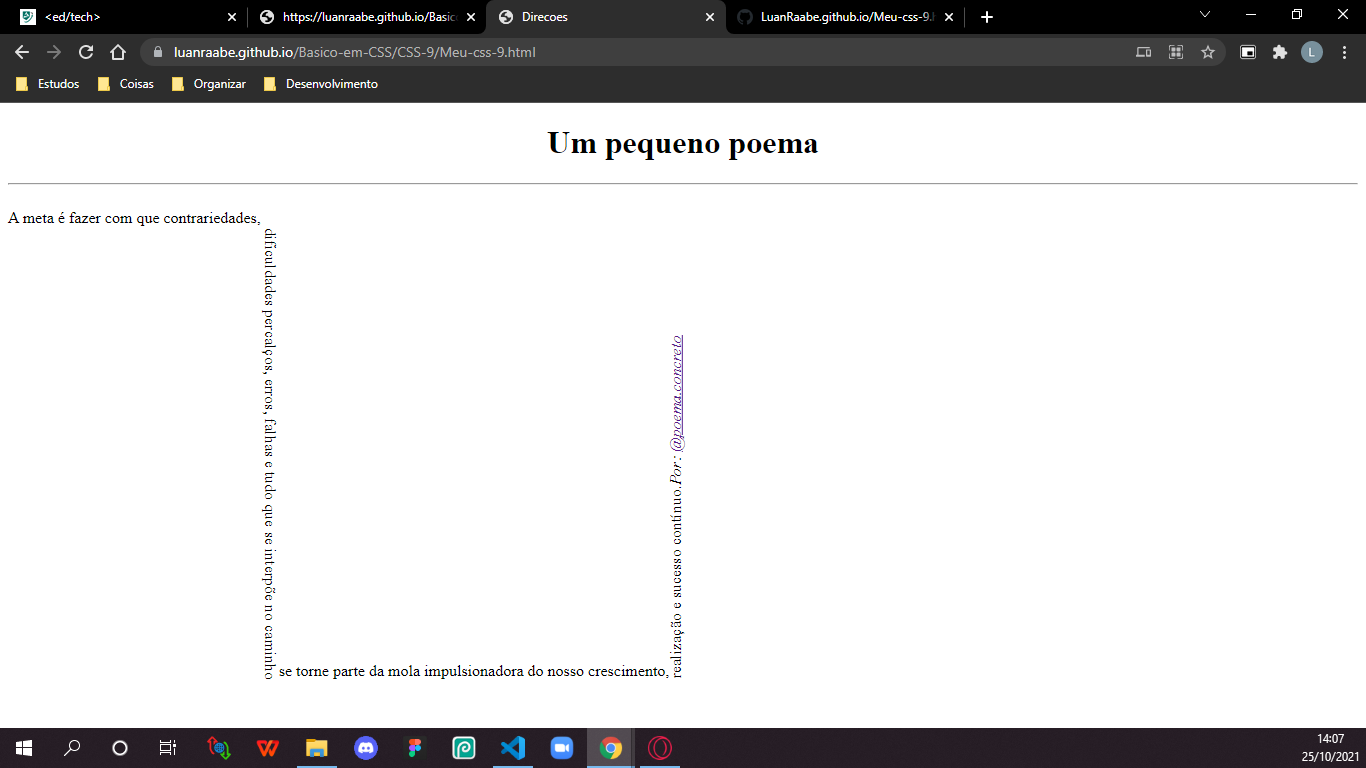 <ed/tech>
https://luanraabe.github.io/Basic
Direcoes
LuanRaabe.github.io/Meu-css-9.h
luanraabe.github.io/Basico-em-CSS/CSS-9/Meu-css-9.html
L
Estudos
Coisas
Organizar
Desenvolvimento
Um pequeno poema
A meta é fazer com que contrariedades,
dificuldades percalços, erros, falhas e tudo que se interpõe no caminho
se torne parte da mola impulsionadora do nosso crescimento,
realização e sucesso contínuo.Por: @poema.concreto
14:07
25/10/2021